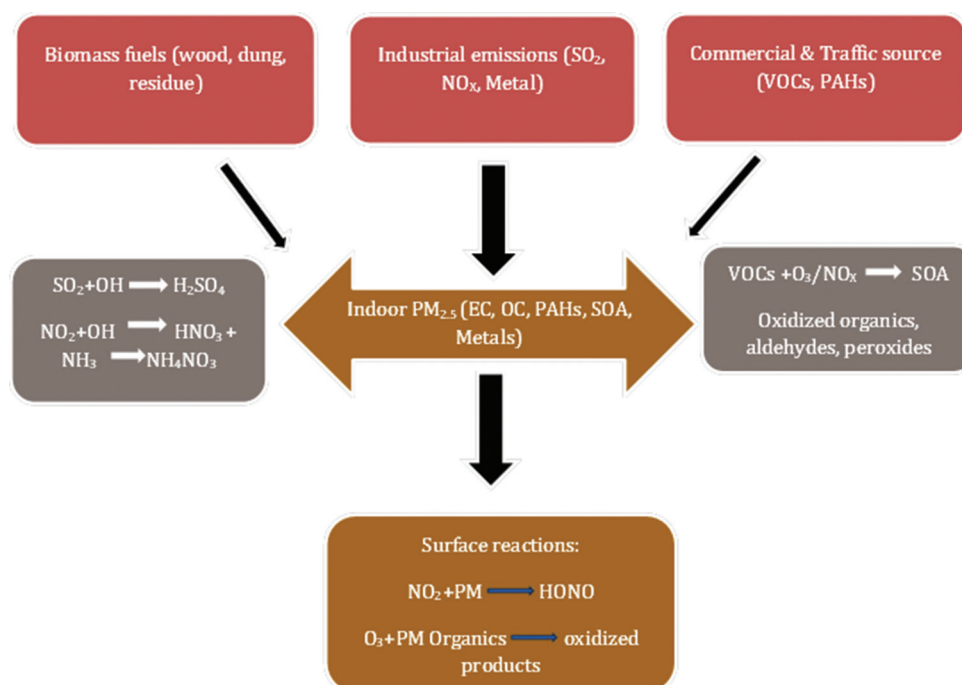 Biomass fuels (wood, dung,
residue)
Industrial emissions (SO₂,
NOₓ, Metal)
Commercial & Traffic source
(VOCs, PAHs)
SO₂+OH → H₂SO₄
NO₂+OH → HNO₃ +
NH₃ → NH₄NO₃
Indoor PM₂.₅ (EC, OC, PAHs, SOA,
Metals)
VOCs +O₃/NOₓ → SOA
Oxidized organics,
aldehydes, peroxides
Surface reactions:
NO₂+PM → HONO
O₃+PM Organics → oxidized
products